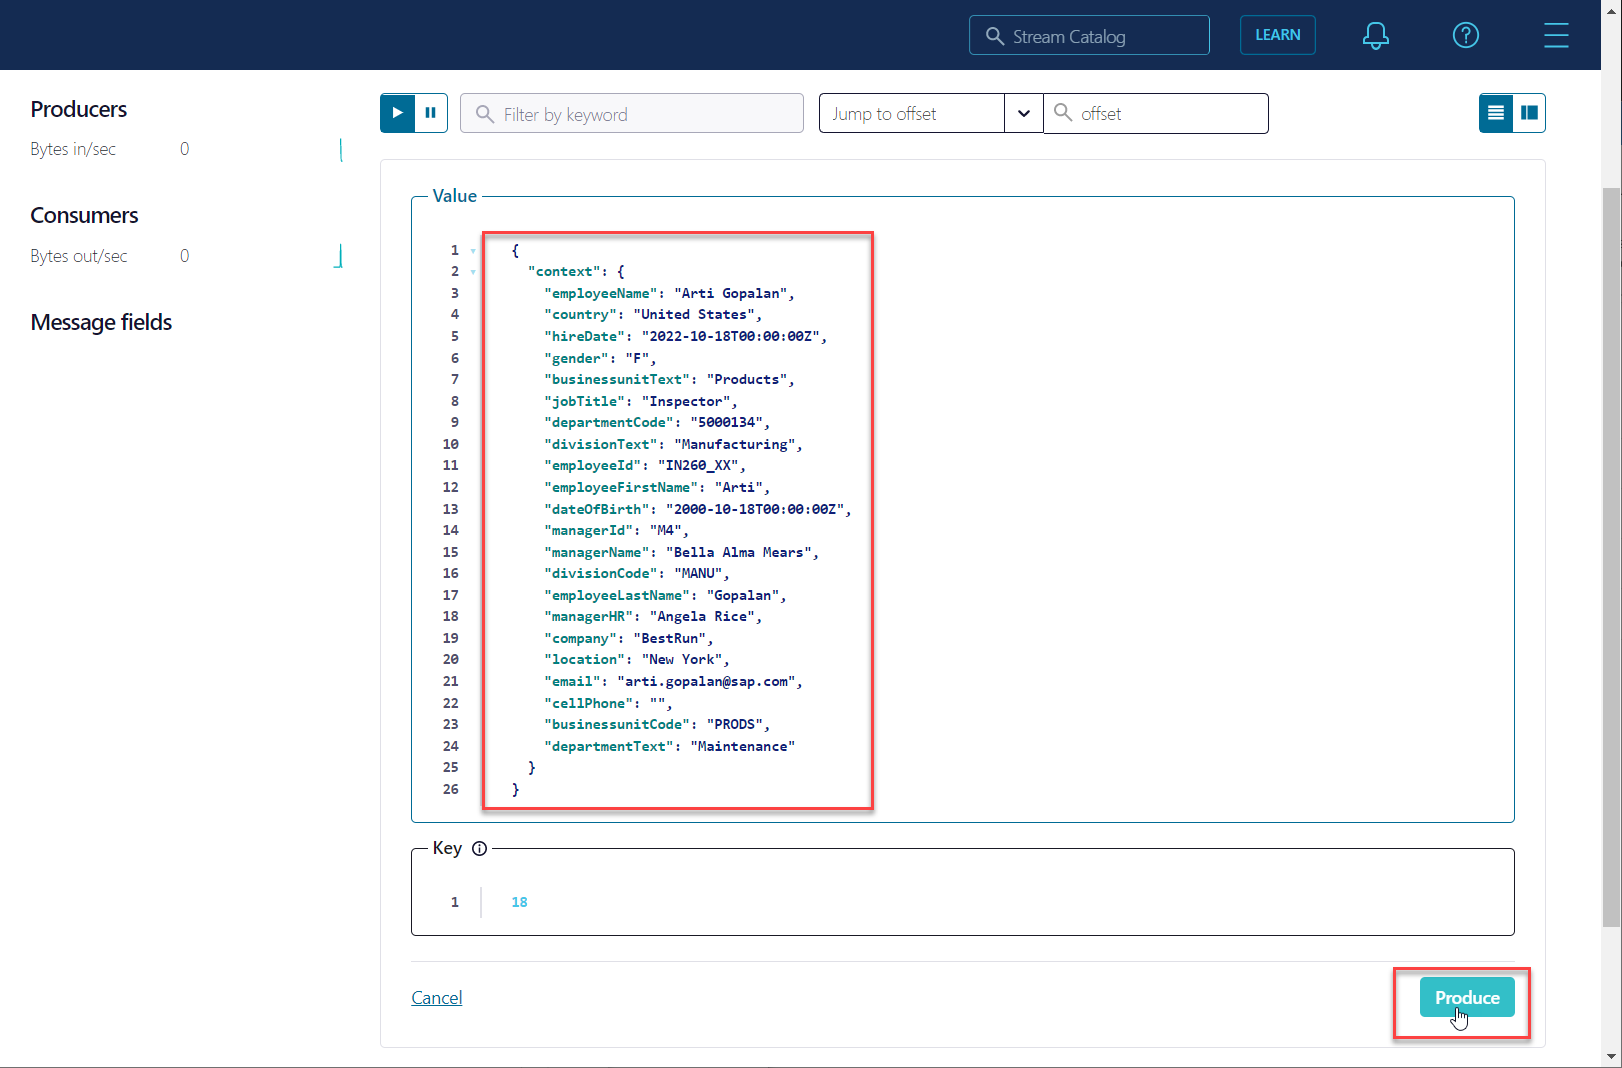 Stream Catalog
LEARN
Producers
Bytes in/sec 0
Consumers
Bytes out/sec 0
Message fields
Filter by keyword
Jump to offset
offset
Value
1 {
2 "context": {
3 "employeeName": "Arti Gopalan",
4 "country": "United States",
5 "hireDate": "2022-10-18T00:00:00Z",
6 "gender": "F",
7 "businessunitText": "Products",
8 "jobTitle": "Inspector",
9 "departmentCode": "5000134",
10 "divisionText": "Manufacturing",
11 "employeeId": "IN260_XX",
12 "employeeFirstName": "Arti",
13 "dateOfBirth": "2000-10-18T00:00:00Z",
14 "managerId": "M4",
15 "managerName": "Bella Alma Mears",
16 "divisionCode": "MANU",
17 "employeeLastName": "Gopalan",
18 "managerHR": "Angela Rice",
19 "company": "BestRun",
20 "location": "New York",
21 "email": "arti.gopalan@sap.com",
22 "cellPhone": "",
23 "businessunitCode": "PRODS",
24 "departmentText": "Maintenance"
25 }
26 }
Key
1 18
Cancel
Produce